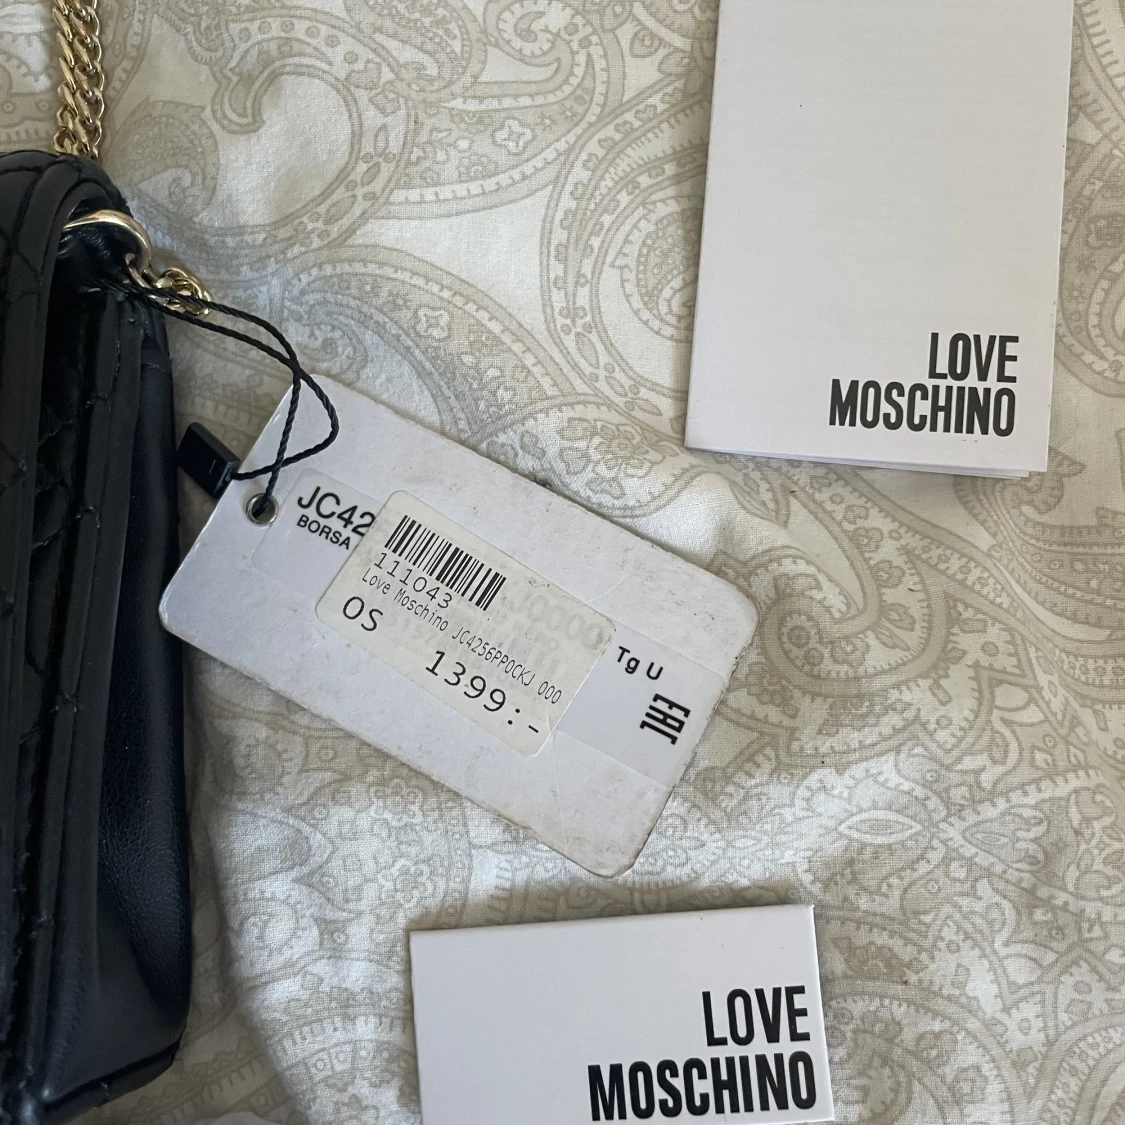 LOVE
MOSCHINO
JC42
BORSA
111043
Love Moschino JC4256PP0CKJ 000
OS
1399:-
Tg U
EAC
LOVE
MOSCHINO